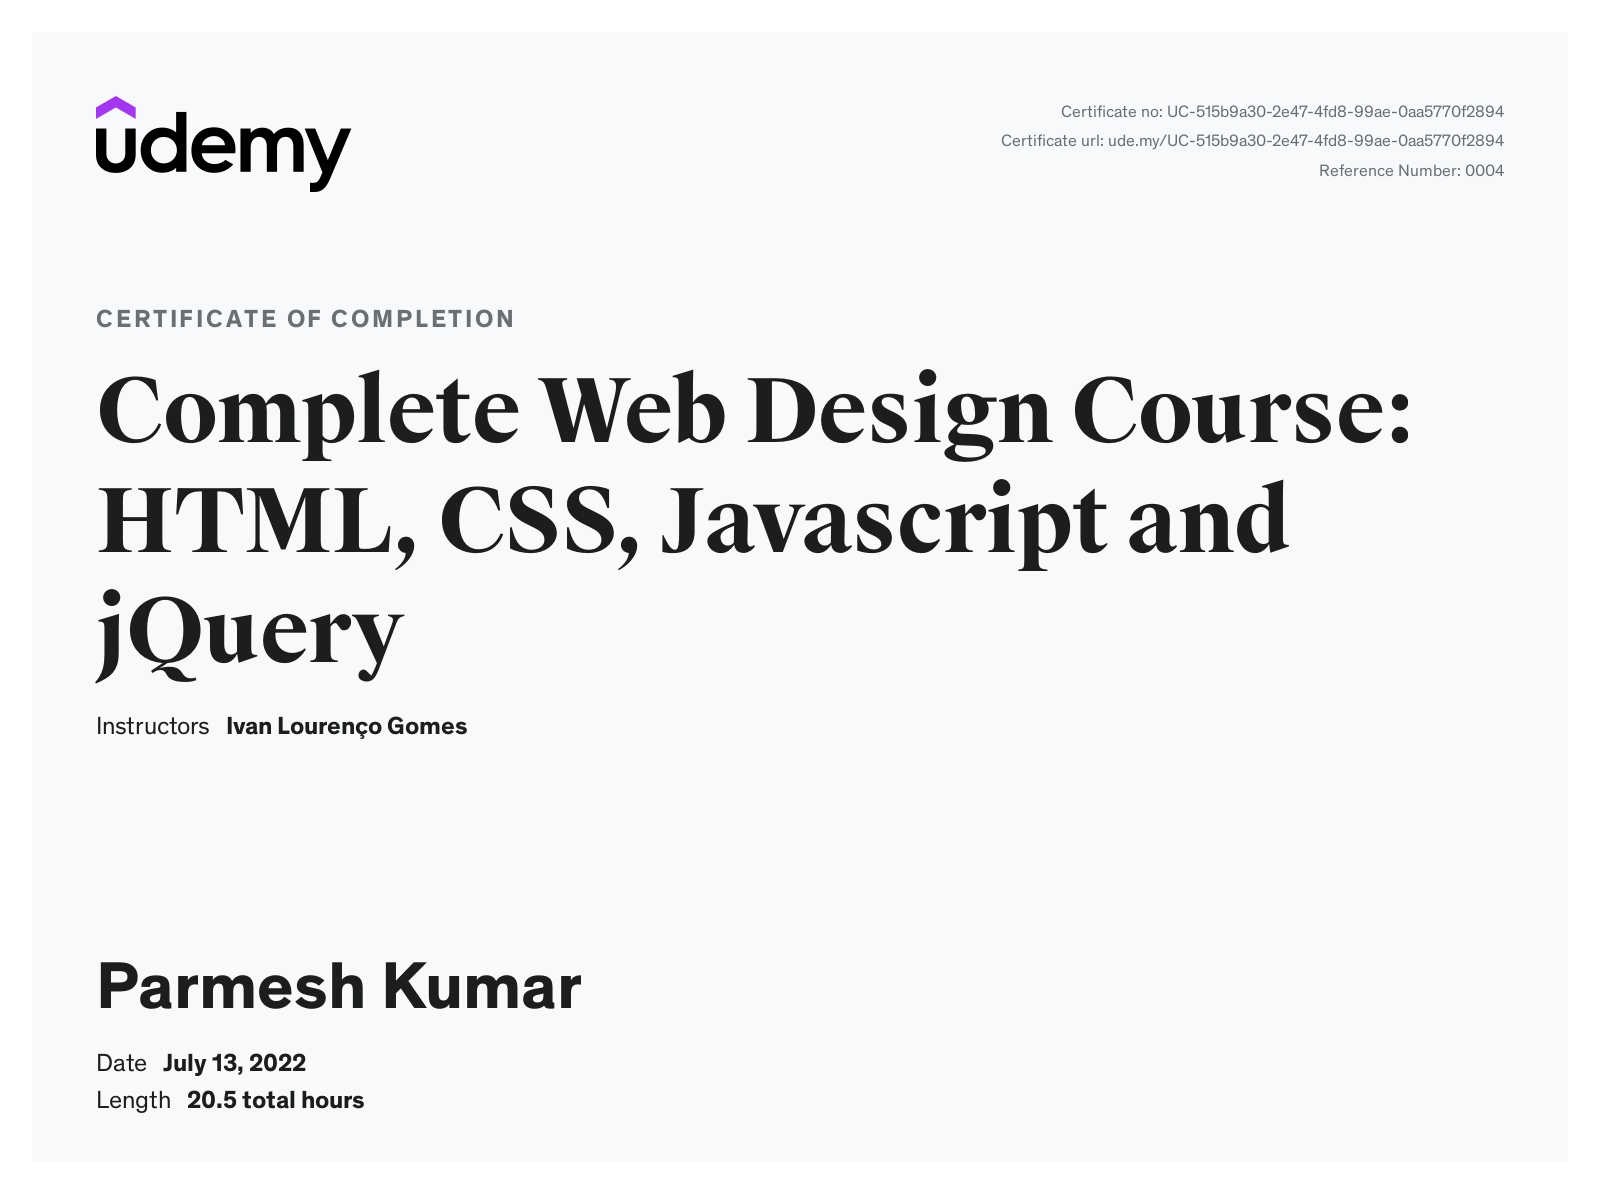 udemy
Certificate no: UC-515b9a30-2e47-4fd8-99ae-0aa5770f2894
Certificate url: ude.my/UC-515b9a30-2e47-4fd8-99ae-0aa5770f2894
Reference Number: 0004
CERTIFICATE OF COMPLETION
Complete Web Design Course:
HTML, CSS, Javascript and
jQuery
Instructors Ivan Lourenço Gomes
Parmesh Kumar
Date July 13, 2022
Length 20.5 total hours